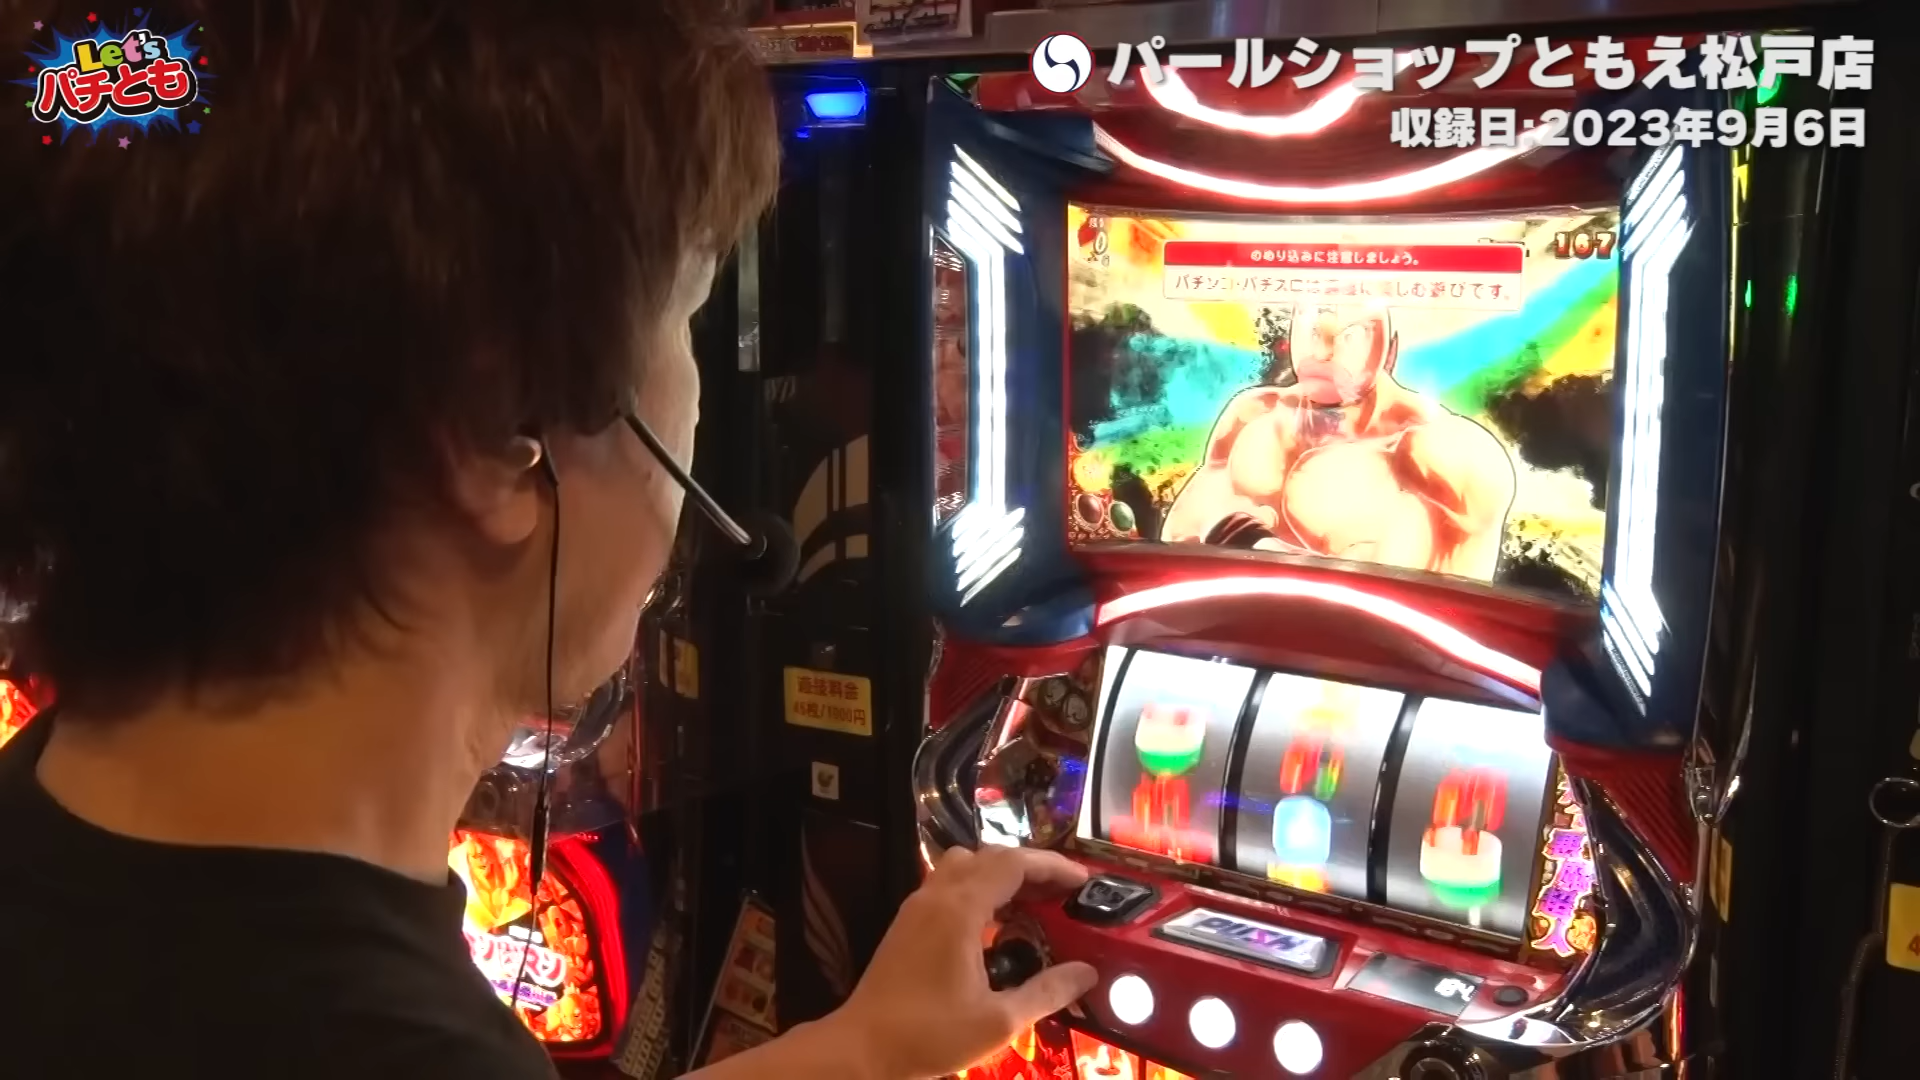 Let's
パチとも
パールショップともえ松戸店
収録日:2023年9月6日
167
0
のめり込みに注意しましょう。
パチンコ・パチスロは適度に楽しむ遊びです。
遊技料金
46枚/1000円
PUSH
184